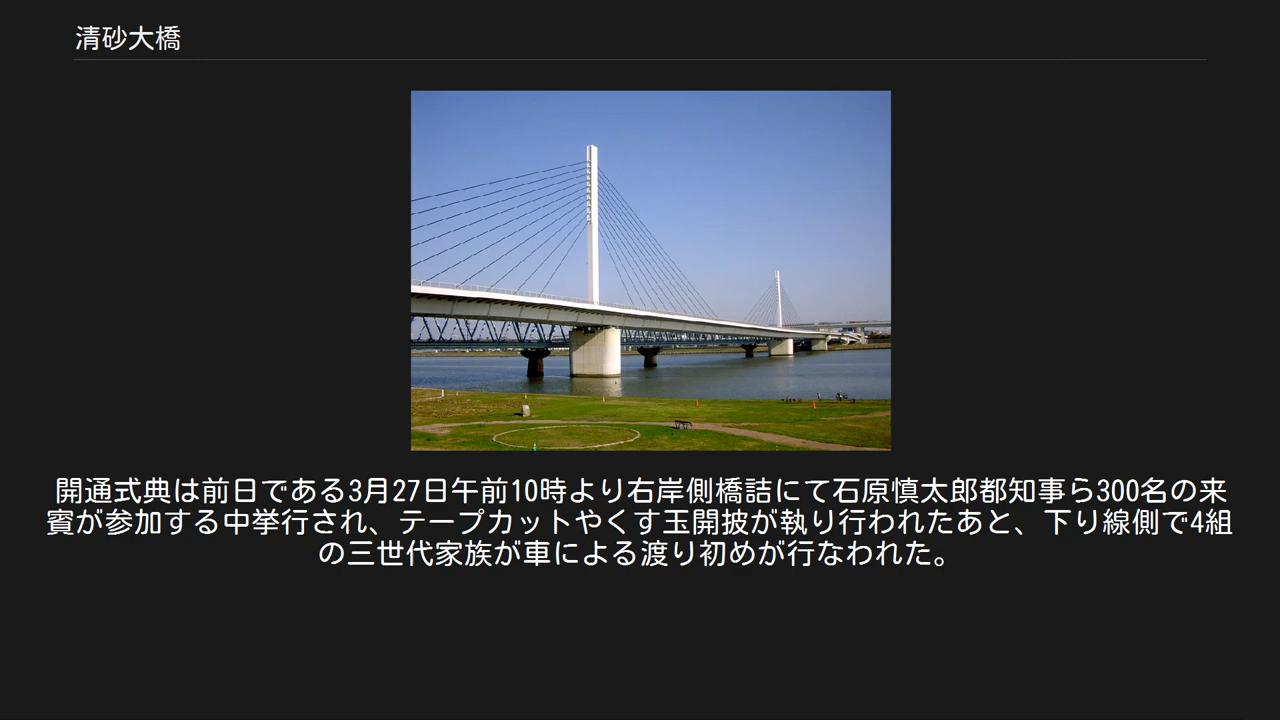 清砂大橋
開通式典は前日である3月27日午前10時より右岸側橋詰にて石原慎太郎都知事ら300名の来
賓が参加する中挙行され、テープカットやくす玉開披が執り行われたあと、下り線側で4組
の三世代家族が車による渡り初めが行なわれた。